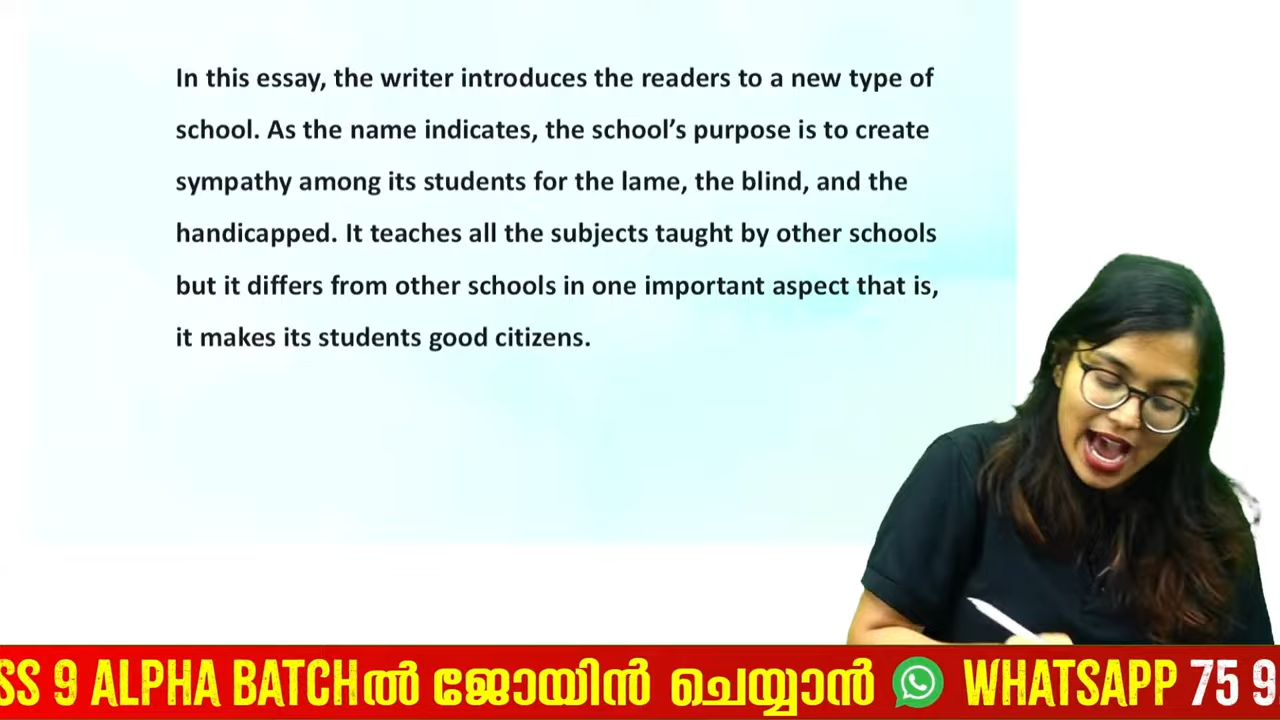 In this essay, the writer introduces the readers to a new type of
school. As the name indicates, the school's purpose is to create
sympathy among its students for the lame, the blind, and the
handicapped. It teaches all the subjects taught by other schools
but it differs from other schools in one important aspect that is,
it makes its students good citizens.
SS 9 ALPHA BATCHൽ ജോയിൻ ചെയ്യാൻ WHATSAPP 75 9